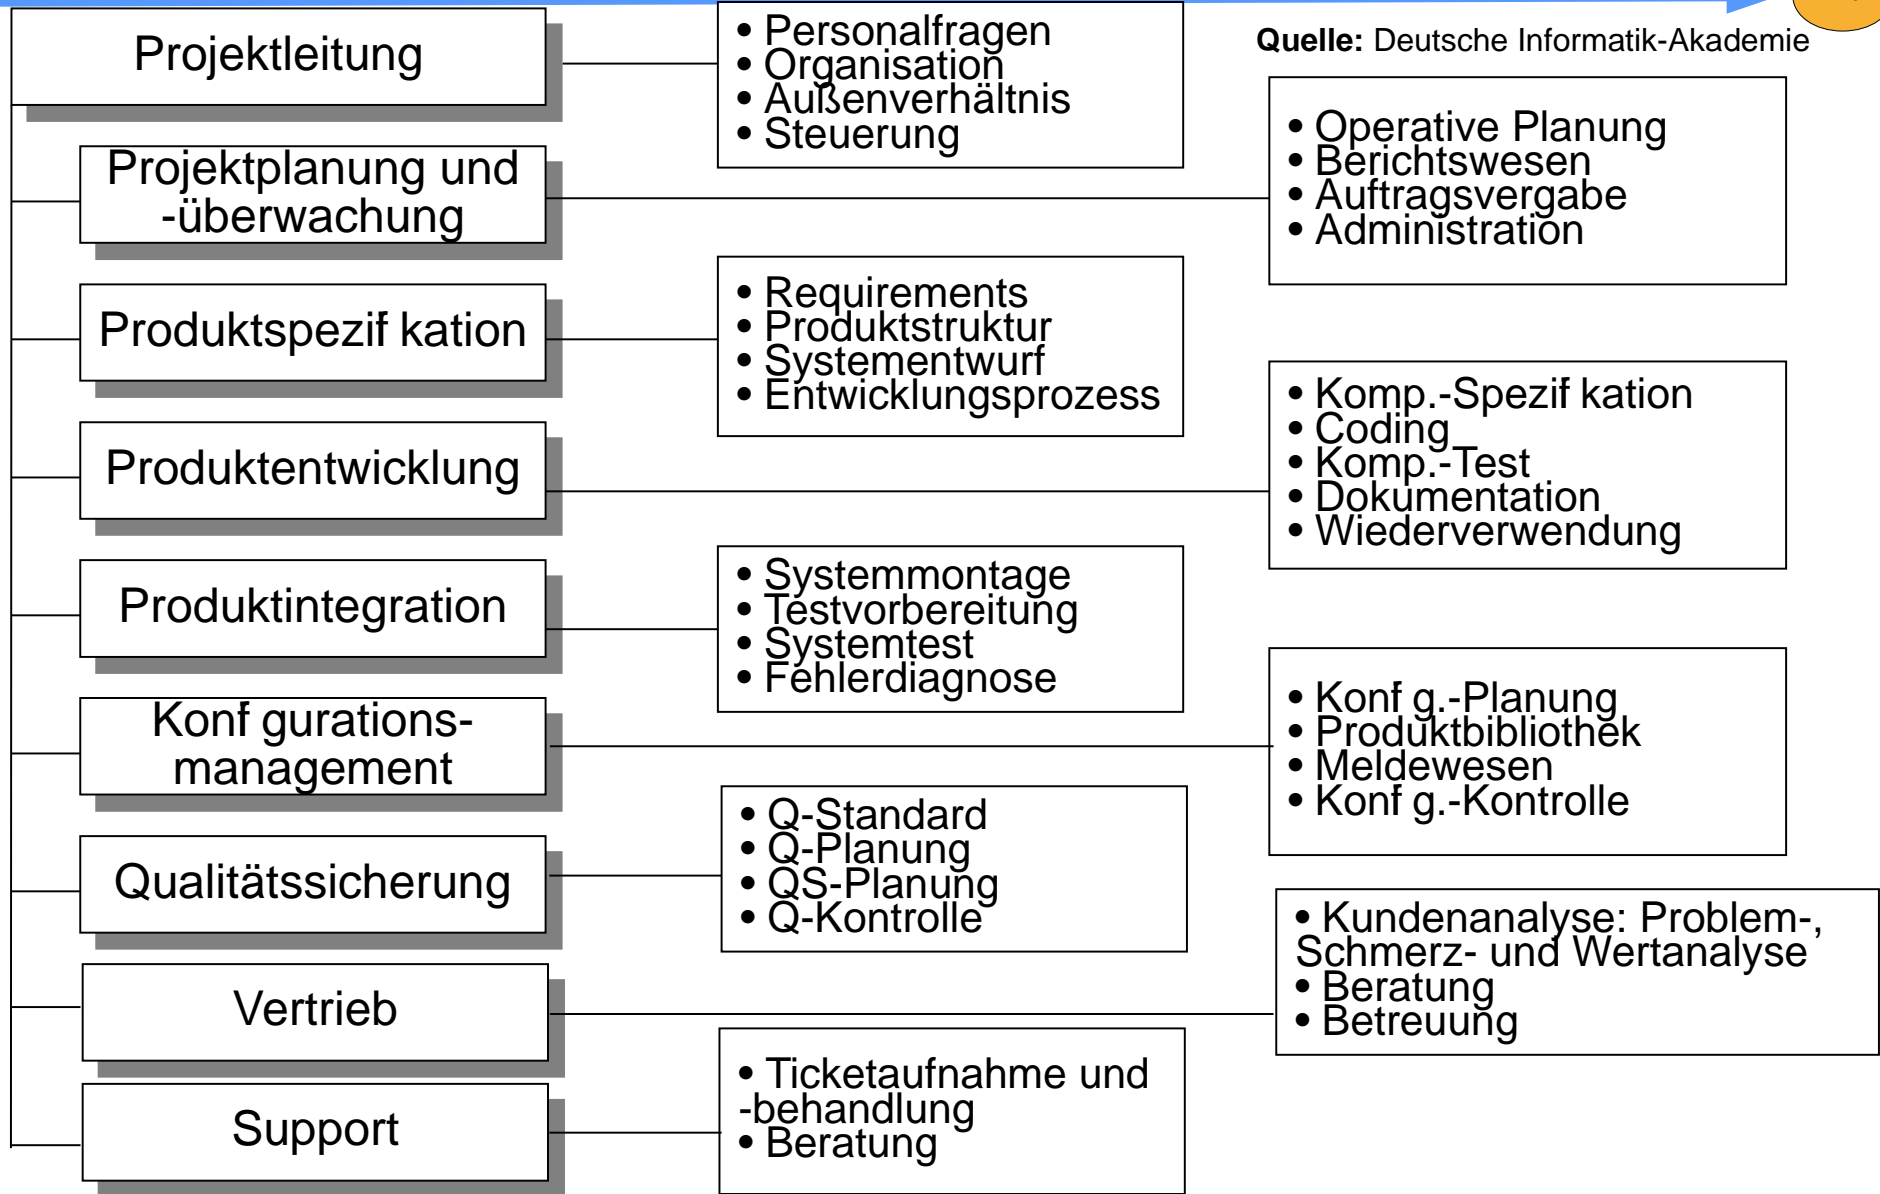 Projektleitung
• Personalfragen
• Organisation
• Außenverhältnis
• Steuerung
Quelle: Deutsche Informatik-Akademie
Projektplanung und
-überwachung
• Operative Planung
• Berichtswesen
• Auftragsvergabe
• Administration
Produktspezif kation
• Requirements
• Produktstruktur
• Systementwurf
• Entwicklungsprozess
Produktentwicklung
• Komp.-Spezif kation
• Coding
• Komp.-Test
• Dokumentation
• Wiederverwendung
Produktintegration
• Systemmontage
• Testvorbereitung
• Systemtest
• Fehlerdiagnose
Konf gurations-
management
• Konf g.-Planung
• Produktbibliothek
• Meldewesen
• Konf g.-Kontrolle
Qualitätssicherung
• Q-Standard
• Q-Planung
• QS-Planung
• Q-Kontrolle
Vertrieb
• Kundenanalyse: Problem-,
Schmerz- und Wertanalyse
• Beratung
• Betreuung
Support
• Ticketaufnahme und
-behandlung
• Beratung